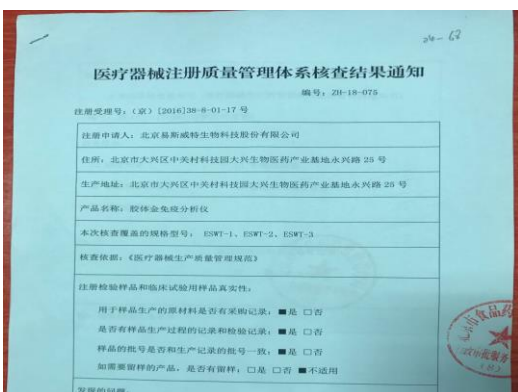 24-68
医疗器械注册质量管理体系核查结果通知
编号：ZH-18-075
注册受理号：（京）[2016]38-8-01-17 号
注册申请人：北京易斯威特生物科技股份有限公司
住所：北京市大兴区中关村科技园大兴生物医药产业基地永兴路 25 号
生产地址：北京市大兴区中关村科技园大兴生物医药产业基地永兴路 25 号
产品名称：胶体金免疫分析仪
本次核查覆盖的规格型号： ESWT-1、ESWT-2、ESWT-3
核查依据：《医疗器械生产质量管理规范》
注册检验样品和临床试验用样品真实性：
用于样品生产的原材料是否有采购记录：■是 □否
是否有样品生产过程的记录和检验记录：■是 □否
样品的批号是否和生产记录的批号一致：■是 □否
如需要留样的产品，是否有留样：□是 □否 ■不适用
发现的问题：